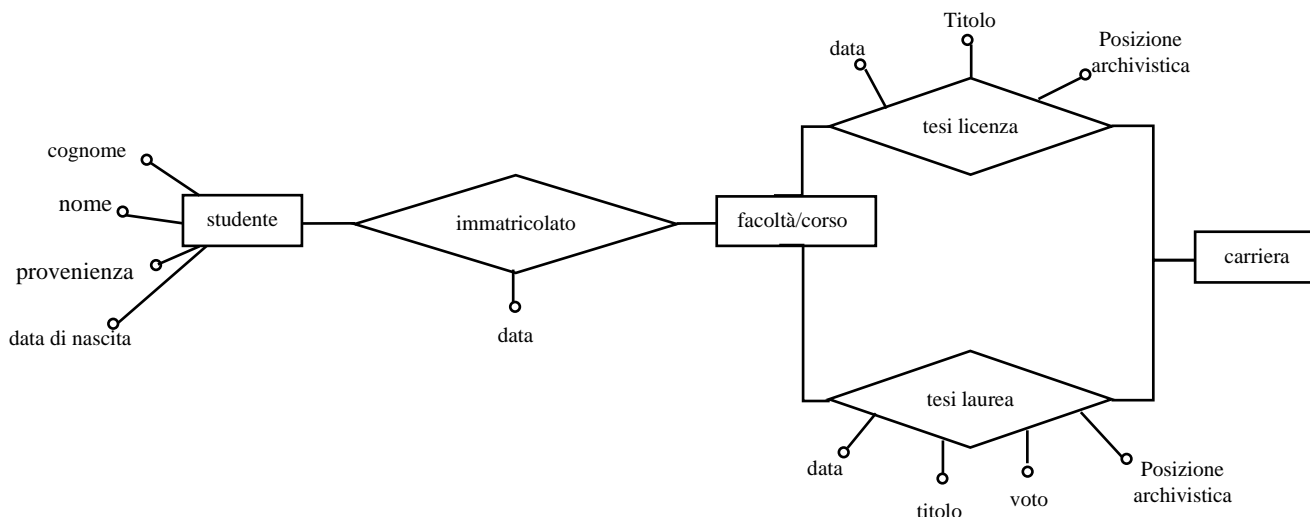 Titolo
data
Posizione
archivistica
tesi licenza
cognome
nome
studente
immatricolato
facoltà/corso
provenienza
carriera
data di nascita
data
tesi laurea
data
titolo
voto
Posizione
archivistica